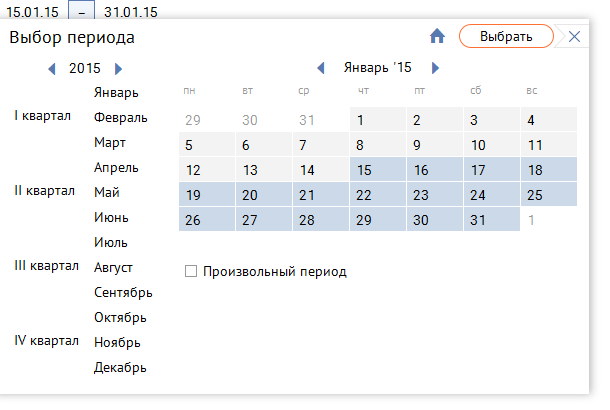 15.01.15 – 31.01.15
Выбор периода Выбрать
2015 Январь '15
Январь пн вт ср чт пт сб вс
I квартал Февраль 29 30 31 1 2 3 4
Март 5 6 7 8 9 10 11
Апрель 12 13 14 15 16 17 18
II квартал Май 19 20 21 22 23 24 25
Июнь 26 27 28 29 30 31 1
Июль
III квартал Август Произвольный период
Сентябрь
Октябрь
IV квартал Ноябрь
Декабрь